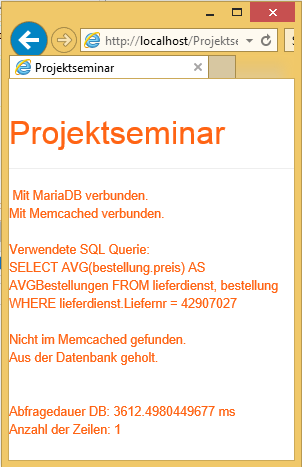 http://localhost/Projektse
Projektseminar
Projektseminar
Mit MariaDB verbunden.
Mit Memcached verbunden.
Verwendete SQL Querie:
SELECT AVG(bestellung.preis) AS
AVGBestellungen FROM lieferdienst, bestellung
WHERE lieferdienst.Liefernr = 42907027
Nicht im Memcached gefunden.
Aus der Datenbank geholt.
Abfragedauer DB: 3612.4980449677 ms
Anzahl der Zeilen: 1